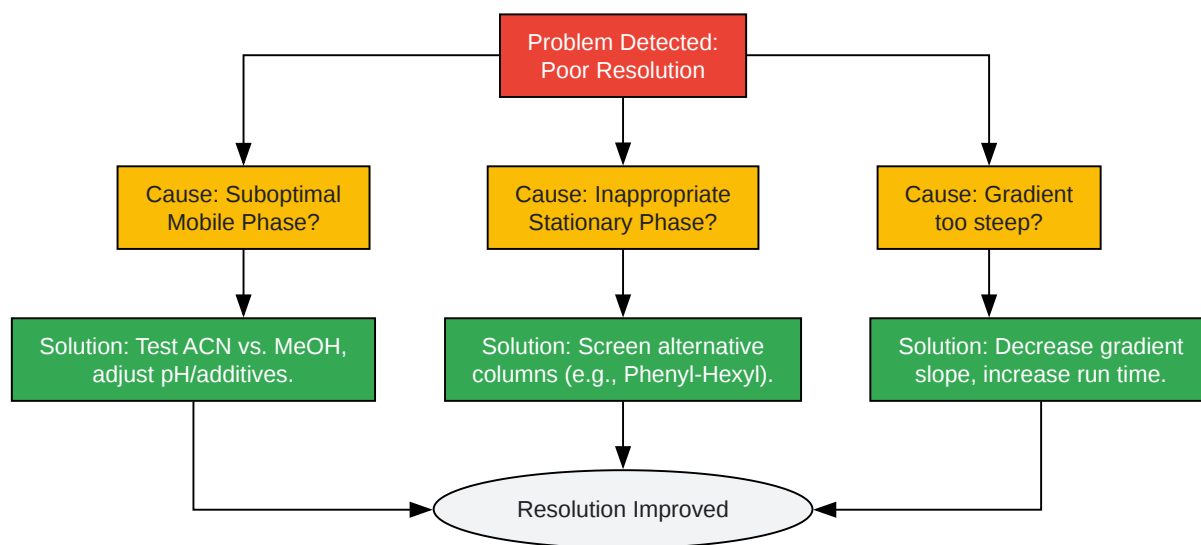 Problem Detected:
Poor Resolution
Cause: Suboptimal
Mobile Phase?
Cause: Inappropriate
Stationary Phase?
Cause: Gradient
too steep?
Solution: Test ACN vs. MeOH,
adjust pH/additives.
Solution: Screen alternative
columns (e.g., Phenyl-Hexyl).
Solution: Decrease gradient
slope, increase run time.
Resolution Improved